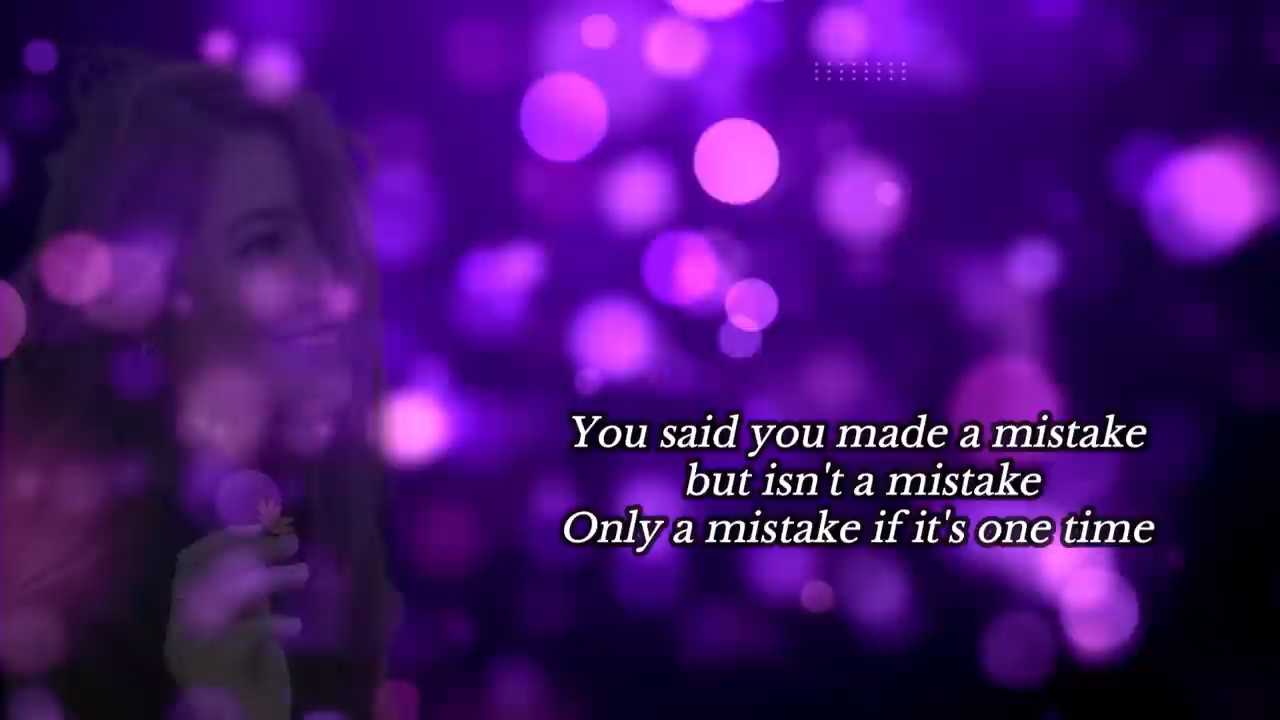 You said you made a mistake
but isn't a mistake
Only a mistake if it's one time